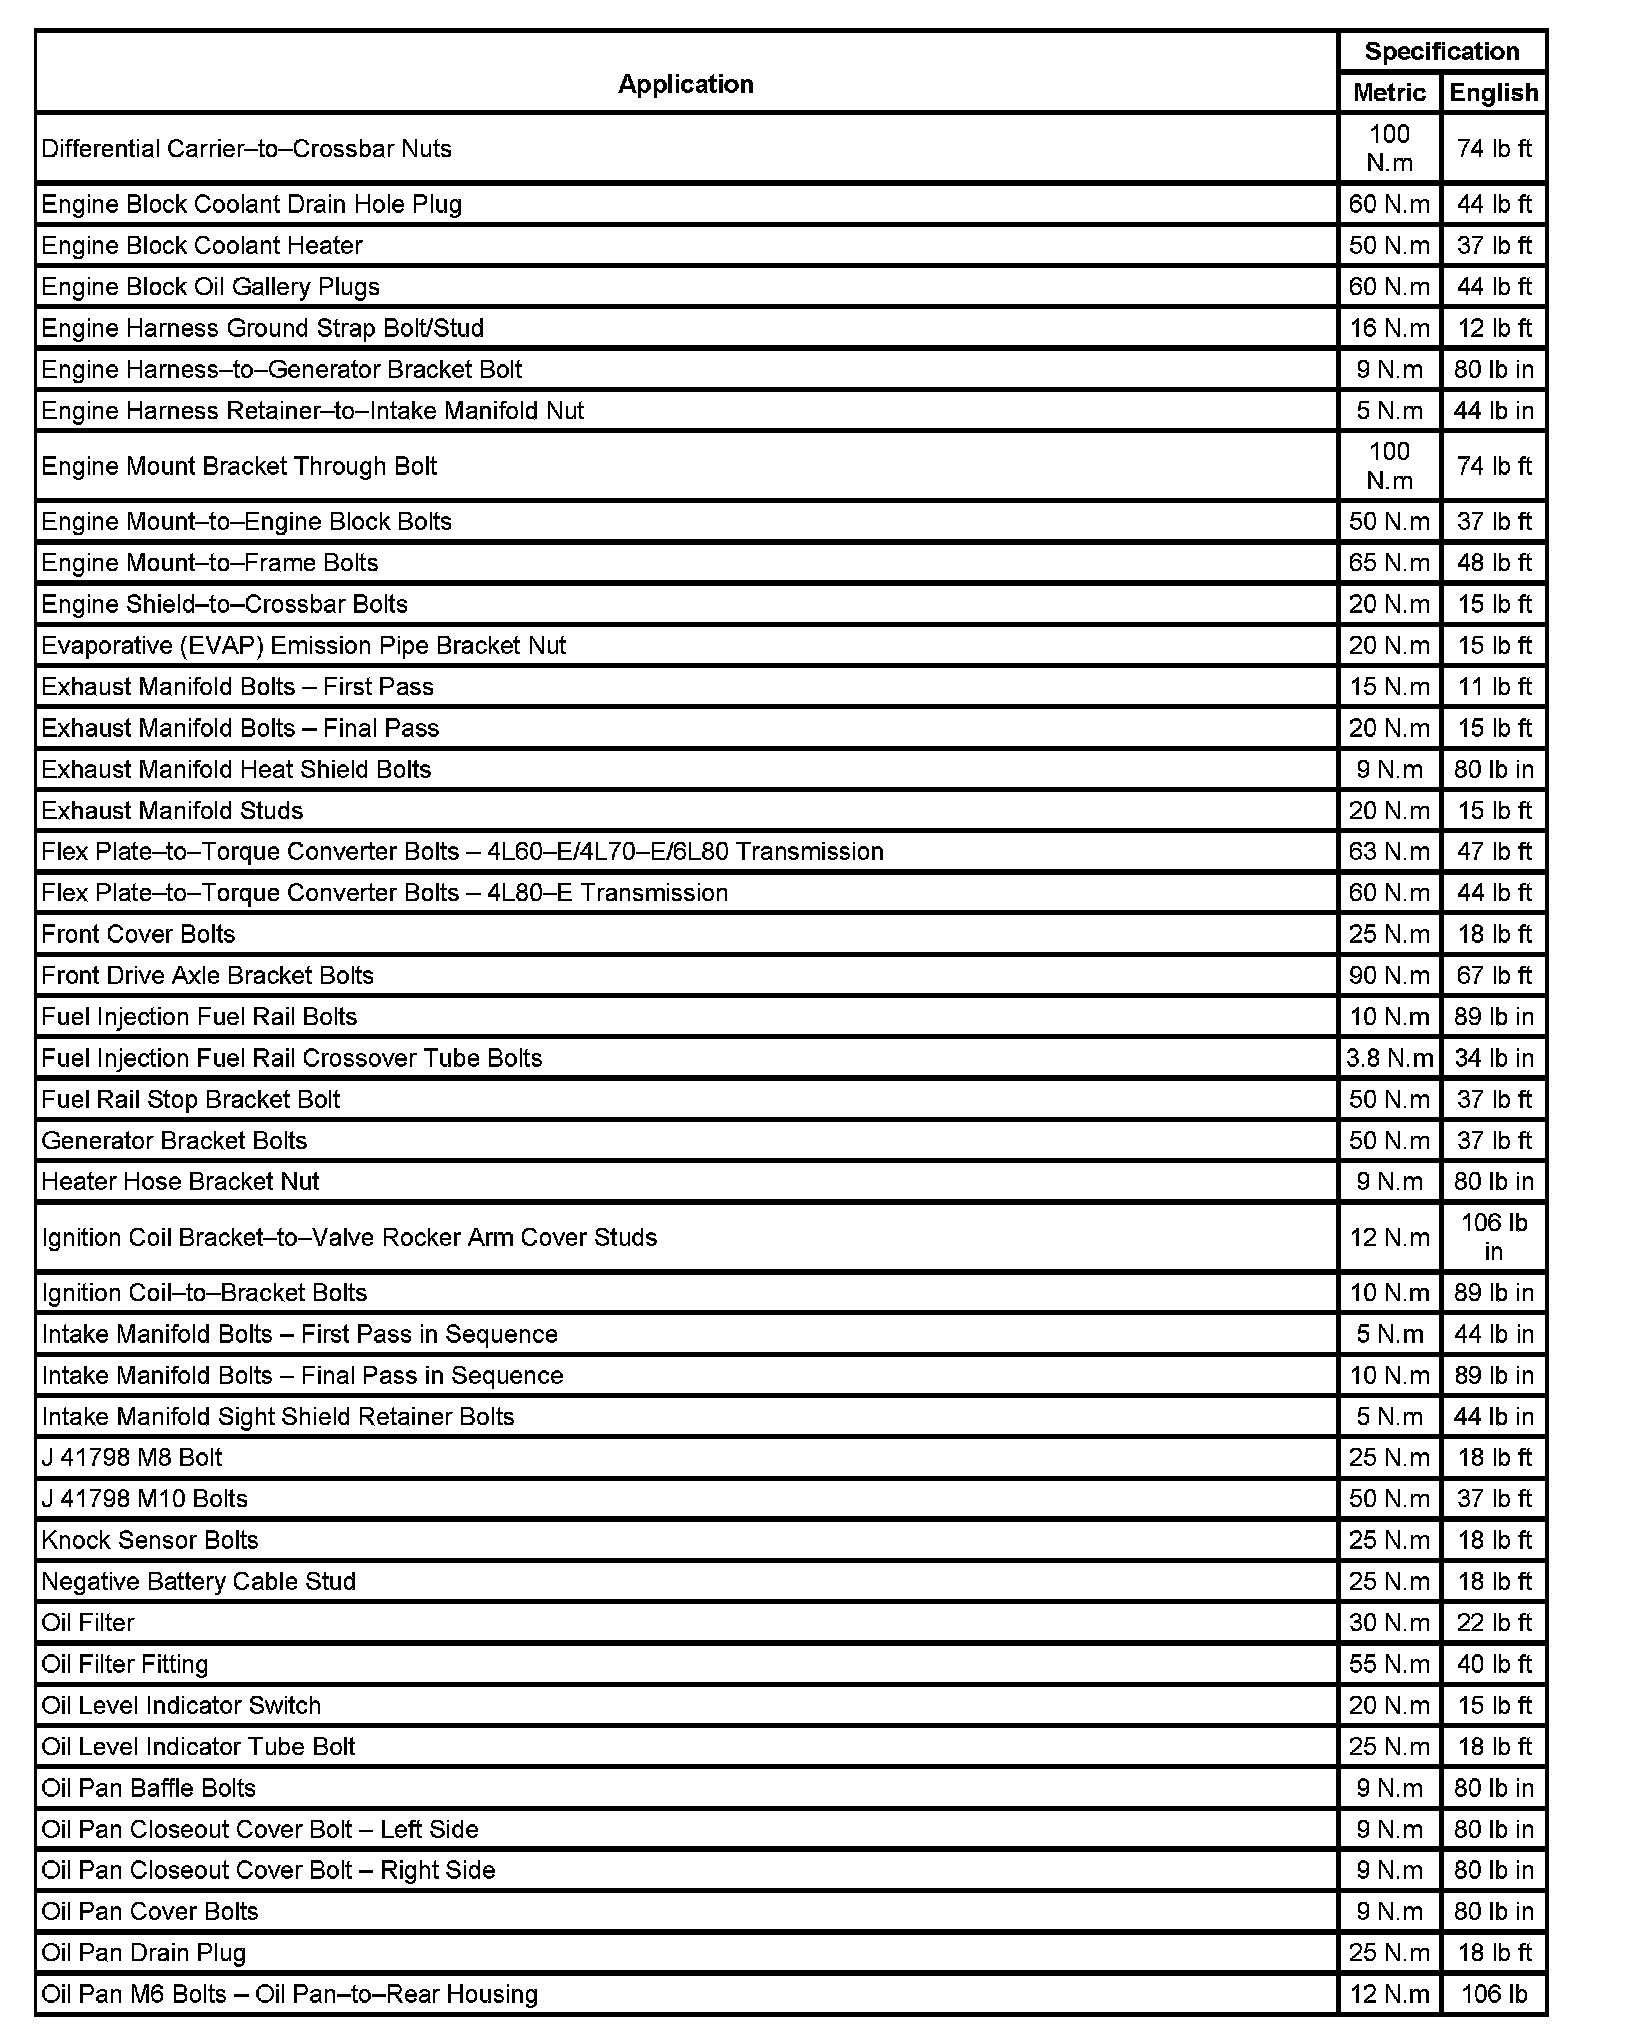 Application
Specification
Metric English
Differential Carrier–to–Crossbar Nuts 100 N.m 74 lb ft
Engine Block Coolant Drain Hole Plug 60 N.m 44 lb ft
Engine Block Coolant Heater 50 N.m 37 lb ft
Engine Block Oil Gallery Plugs 60 N.m 44 lb ft
Engine Harness Ground Strap Bolt/Stud 16 N.m 12 lb ft
Engine Harness–to–Generator Bracket Bolt 9 N.m 80 lb in
Engine Harness Retainer–to–Intake Manifold Nut 5 N.m 44 lb in
Engine Mount Bracket Through Bolt 100 N.m 74 lb ft
Engine Mount–to–Engine Block Bolts 50 N.m 37 lb ft
Engine Mount–to–Frame Bolts 65 N.m 48 lb ft
Engine Shield–to–Crossbar Bolts 20 N.m 15 lb ft
Evaporative (EVAP) Emission Pipe Bracket Nut 20 N.m 15 lb ft
Exhaust Manifold Bolts – First Pass 15 N.m 11 lb ft
Exhaust Manifold Bolts – Final Pass 20 N.m 15 lb ft
Exhaust Manifold Heat Shield Bolts 9 N.m 80 lb in
Exhaust Manifold Studs 20 N.m 15 lb ft
Flex Plate–to–Torque Converter Bolts – 4L60–E/4L70–E/6L80 Transmission 63 N.m 47 lb ft
Flex Plate–to–Torque Converter Bolts – 4L80–E Transmission 60 N.m 44 lb ft
Front Cover Bolts 25 N.m 18 lb ft
Front Drive Axle Bracket Bolts 90 N.m 67 lb ft
Fuel Injection Fuel Rail Bolts 10 N.m 89 lb in
Fuel Injection Fuel Rail Crossover Tube Bolts 3.8 N.m 34 lb in
Fuel Rail Stop Bracket Bolt 50 N.m 37 lb ft
Generator Bracket Bolts 50 N.m 37 lb ft
Heater Hose Bracket Nut 9 N.m 80 lb in
Ignition Coil Bracket–to–Valve Rocker Arm Cover Studs 12 N.m 106 lb in
Ignition Coil–to–Bracket Bolts 10 N.m 89 lb in
Intake Manifold Bolts – First Pass in Sequence 5 N.m 44 lb in
Intake Manifold Bolts – Final Pass in Sequence 10 N.m 89 lb in
Intake Manifold Sight Shield Retainer Bolts 5 N.m 44 lb in
J 41798 M8 Bolt 25 N.m 18 lb ft
J 41798 M10 Bolts 50 N.m 37 lb ft
Knock Sensor Bolts 25 N.m 18 lb ft
Negative Battery Cable Stud 25 N.m 18 lb ft
Oil Filter 30 N.m 22 lb ft
Oil Filter Fitting 55 N.m 40 lb ft
Oil Level Indicator Switch 20 N.m 15 lb ft
Oil Level Indicator Tube Bolt 25 N.m 18 lb ft
Oil Pan Baffle Bolts 9 N.m 80 lb in
Oil Pan Closeout Cover Bolt – Left Side 9 N.m 80 lb in
Oil Pan Closeout Cover Bolt – Right Side 9 N.m 80 lb in
Oil Pan Cover Bolts 9 N.m 80 lb in
Oil Pan Drain Plug 25 N.m 18 lb ft
Oil Pan M6 Bolts – Oil Pan–to–Rear Housing 12 N.m 106 lb